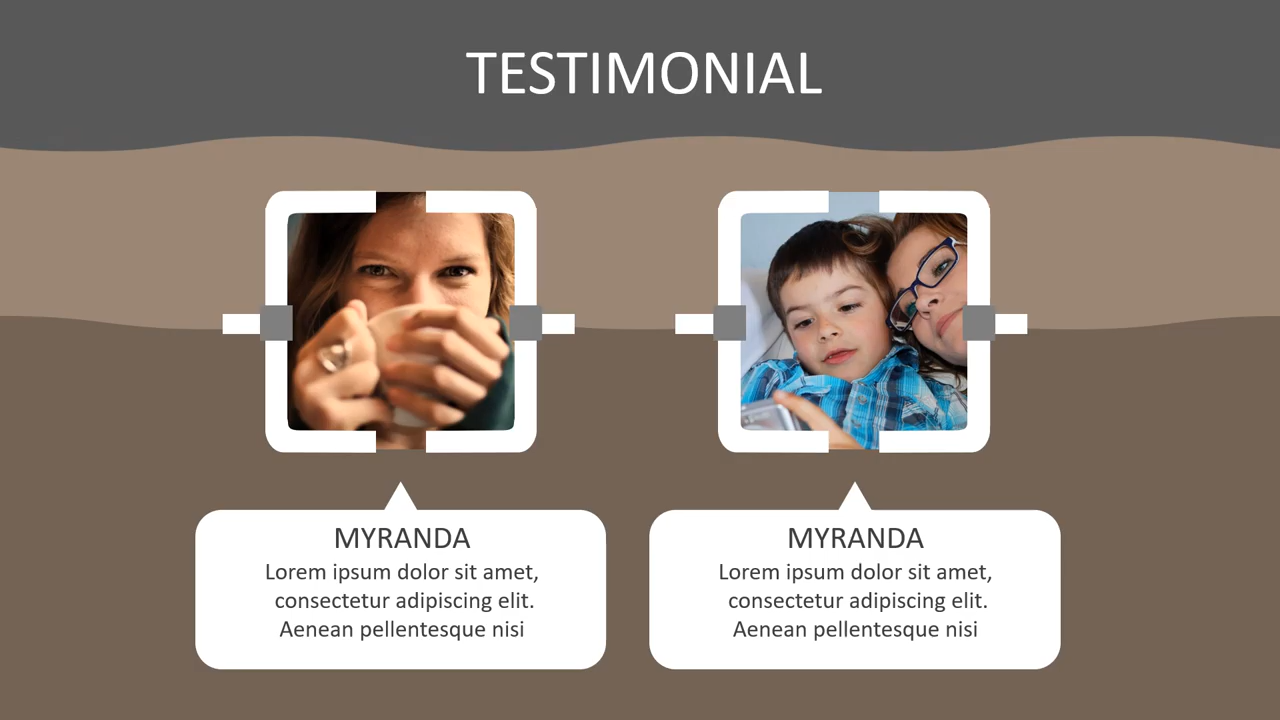 TESTIMONIAL
MYRANDA
Lorem ipsum dolor sit amet,
consectetur adipiscing elit.
Aenean pellentesque nisi
MYRANDA
Lorem ipsum dolor sit amet,
consectetur adipiscing elit.
Aenean pellentesque nisi